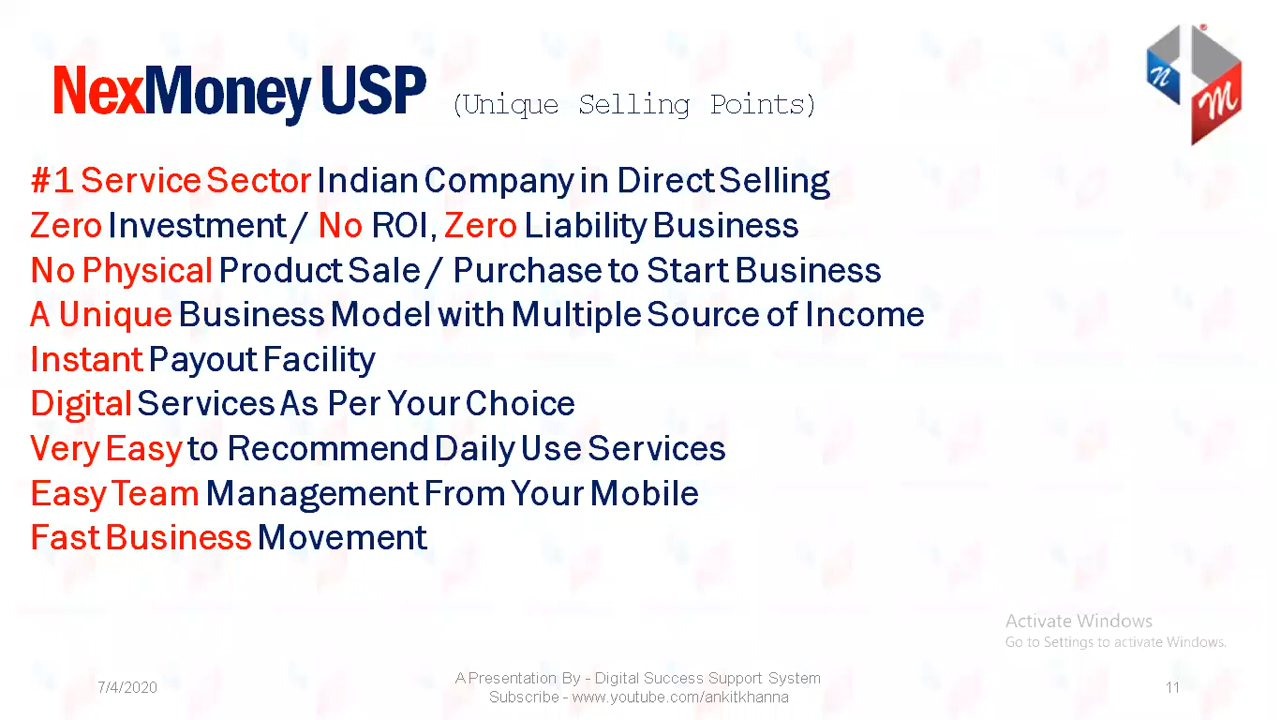 NexMoney USP (Unique Selling Points)
n
m
#1 Service Sector Indian Company in Direct Selling
Zero Investment / No ROI, Zero Liability Business
No Physical Product Sale / Purchase to Start Business
A Unique Business Model with Multiple Source of Income
Instant Payout Facility
Digital Services As Per Your Choice
Very Easy to Recommend Daily Use Services
Easy Team Management From Your Mobile
Fast Business Movement
Activate Windows
Go to Settings to activate Windows.
7/4/2020
A Presentation By - Digital Success Support System
Subscribe - www.youtube.com/ankitkhanna
11